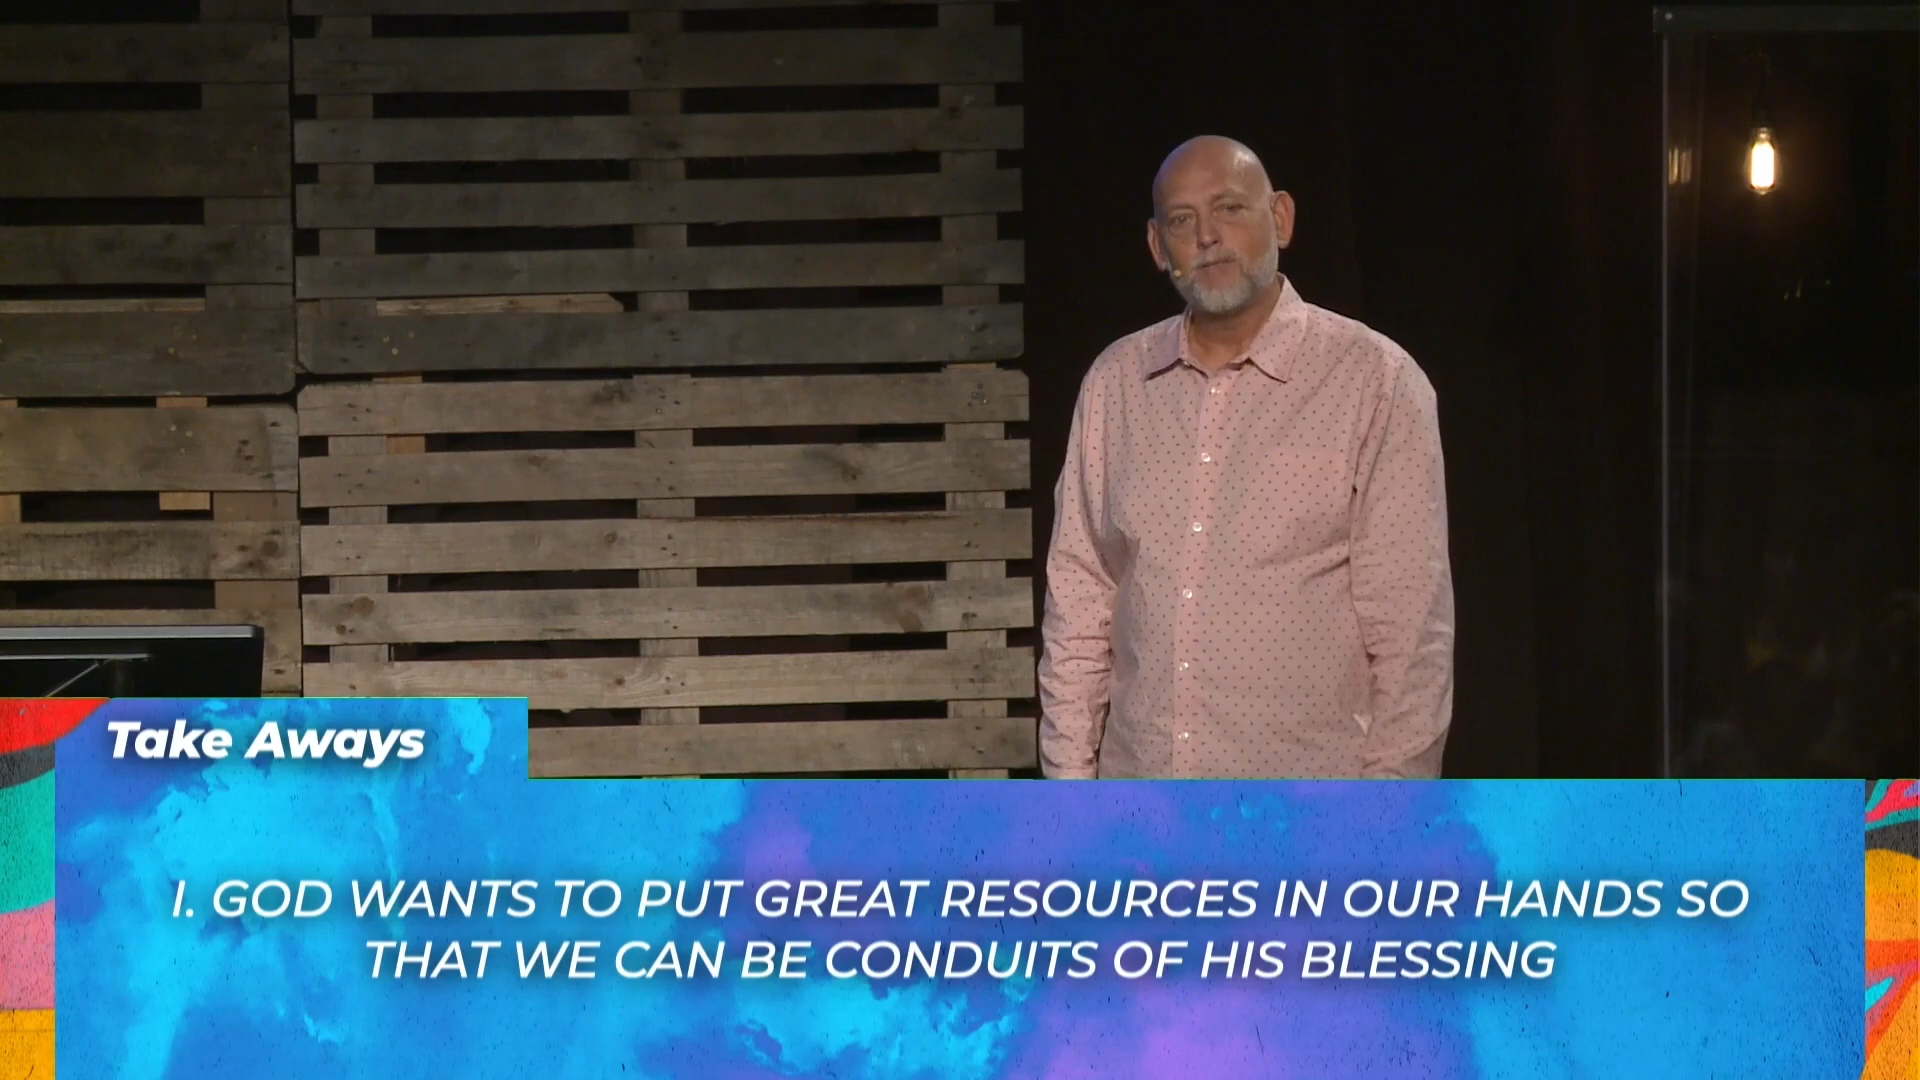 Take Aways
1. GOD WANTS TO PUT GREAT RESOURCES IN OUR HANDS SO
THAT WE CAN BE CONDUITS OF HIS BLESSING